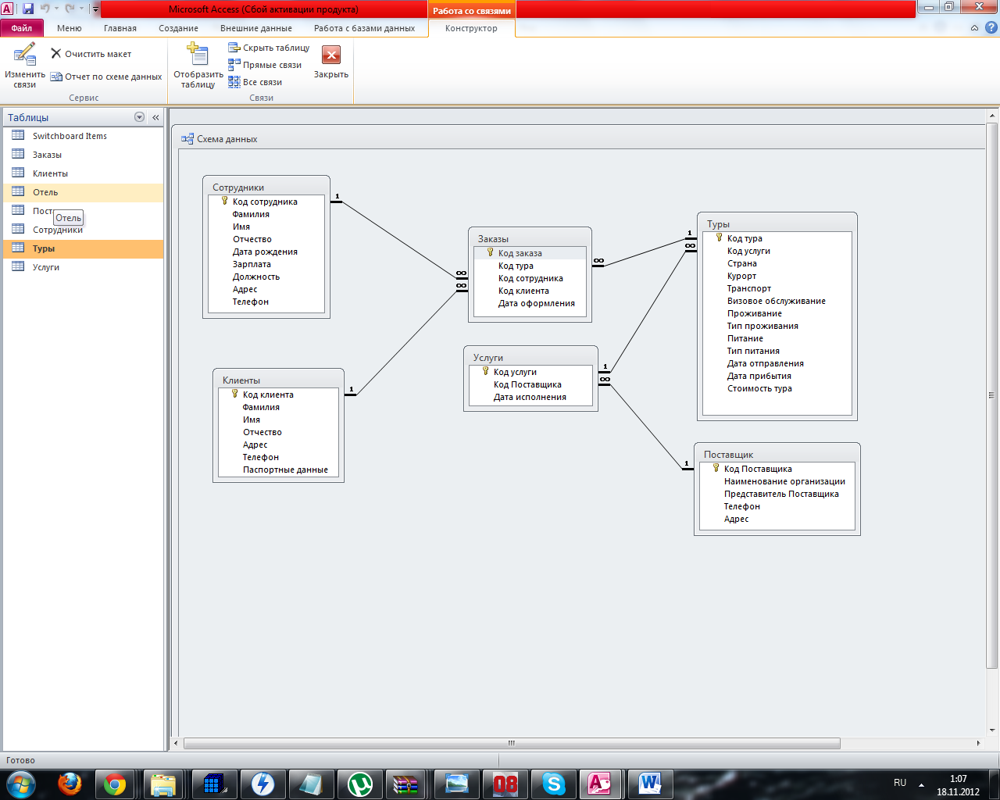 Microsoft Access (Сбой активации продукта)
Работа со связями
Файл
Меню
Главная
Создание
Внешние данные
Работа с базами данных
Конструктор
Изменить связи
Очистить макет
Отчет по схеме данных
Сервис
Отобразить таблицу
Скрыть таблицу
Прямые связи
Все связи
Закрыть
Связи
Таблицы
Switchboard Items
Заказы
Клиенты
Отель
Пост
Отель
Сотрудники
Туры
Услуги
Схема данных
Сотрудники
Код сотрудника
Фамилия
Имя
Отчество
Дата рождения
Зарплата
Должность
Адрес
Телефон
1
∞
∞
Заказы
Код заказа
Код тура
Код сотрудника
Код клиента
Дата оформления
∞
1
∞
Туры
Код тура
Код услуги
Страна
Курорт
Транспорт
Визовое обслуживание
Проживание
Тип проживания
Питание
Тип питания
Дата отправления
Дата прибытия
Стоимость тура
Клиенты
Код клиента
Фамилия
Имя
Отчество
Адрес
Телефон
Паспортные данные
1
Услуги
Код услуги
Код Поставщика
Дата исполнения
1
∞
1
Поставщик
Код Поставщика
Наименование организации
Представитель Поставщика
Телефон
Адрес
Готово
08
RU
1:07
18.11.2012